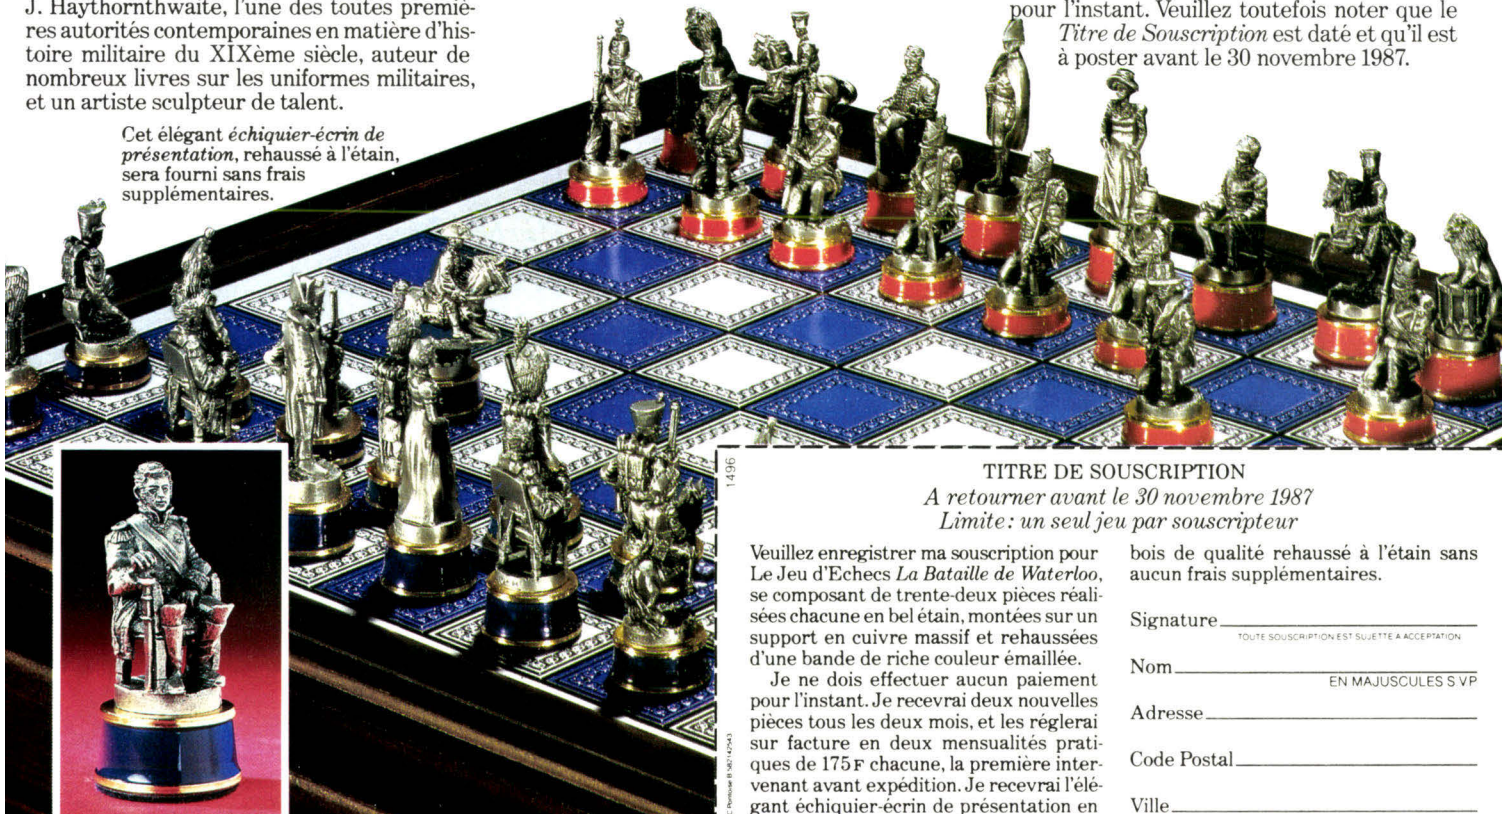 J. Haythornthwaite, l'une des toutes premiè-
res autorités contemporaines en matière d'his-
toire militaire du XIXème siècle, auteur de
nombreux livres sur les uniformes militaires,
et un artiste sculpteur de talent.
Cet élégant échiquier-écrin de
présentation, rehaussé à l'étain,
sera fourni sans frais
supplémentaires.
pour l'instant. Veuillez toutefois noter que le
Titre de Souscription est daté et qu'il est
à poster avant le 30 novembre 1987.
1496
TITRE DE SOUSCRIPTION
A retourner avant le 30 novembre 1987
Limite: un seul jeu par souscripteur
Veuillez enregistrer ma souscription pour
Le Jeu d'Echecs La Bataille de Waterloo,
se composant de trente-deux pièces réali-
sées chacune en bel étain, montées sur un
support en cuivre massif et rehaussées
d'une bande de riche couleur émaillée.
Je ne dois effectuer aucun paiement
pour l'instant. Je recevrai deux nouvelles
pièces tous les deux mois, et les réglerai
sur facture en deux mensualités prati-
ques de 175F chacune, la première inter-
venant avant expédition. Je recevrai l'élé-
gant échiquier-écrin de présentation en
bois de qualité rehaussé à l'étain sans
aucun frais supplémentaires.
Signature
TOUTE SOUSCRIPTION EST SUJETTE A ACCEPTATION
Nom
EN MAJUSCULES S VP
Adresse
Code Postal
Ville